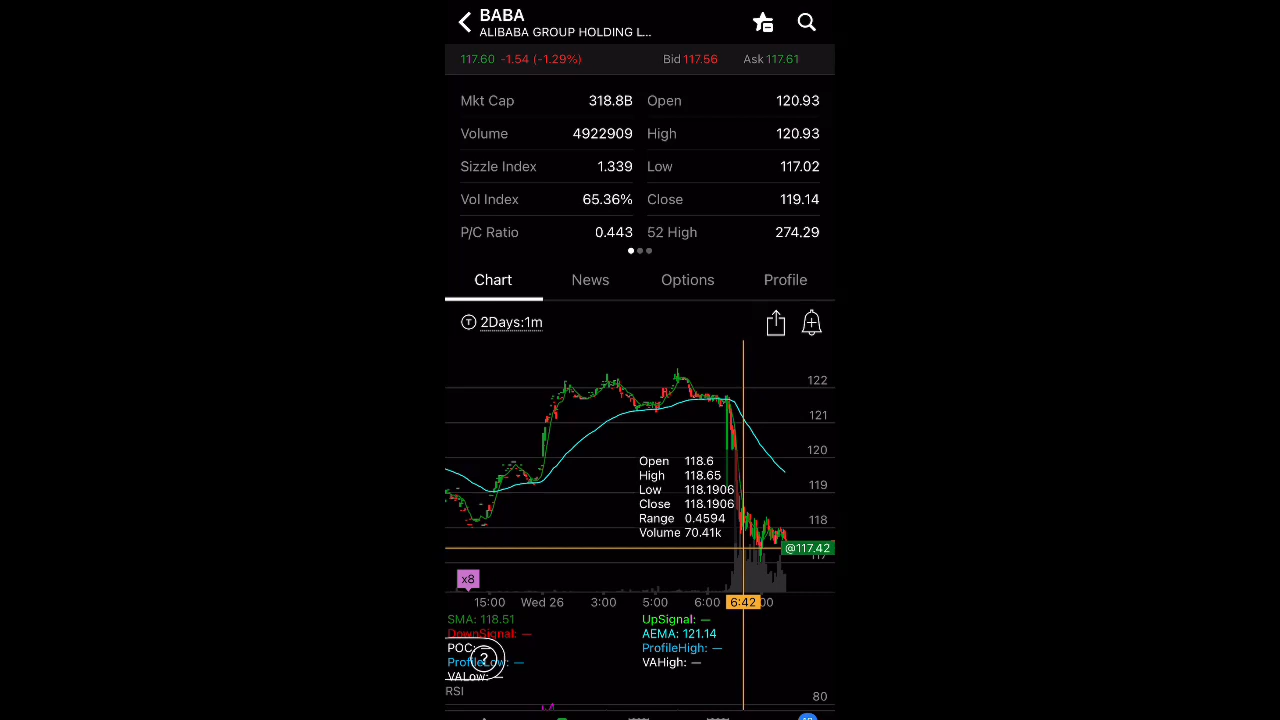 BABA
ALIBABA GROUP HOLDING L...
117.60 -1.54 (-1.29%) Bid 117.56 Ask 117.61
Mkt Cap 318.8B Open 120.93
Volume 4922909 High 120.93
Sizzle Index 1.339 Low 117.02
Vol Index 65.36% Close 119.14
P/C Ratio 0.443 52 High 274.29
Chart News Options Profile
T 2Days:1m
122
121
120
119
118
Open 118.6
High 118.65
Low 118.1906
Close 118.1906
Range 0.4594
Volume 70.41k
@117.42
x8
15:00 Wed 26 3:00 5:00 6:00 6:42
SMA: 118.51 UpSignal: —
DownSignal: — AEMA: 121.14
POC: — ProfileHigh: —
ProfileLow: — VAHigh: —
VALow: —
?
RSI
80